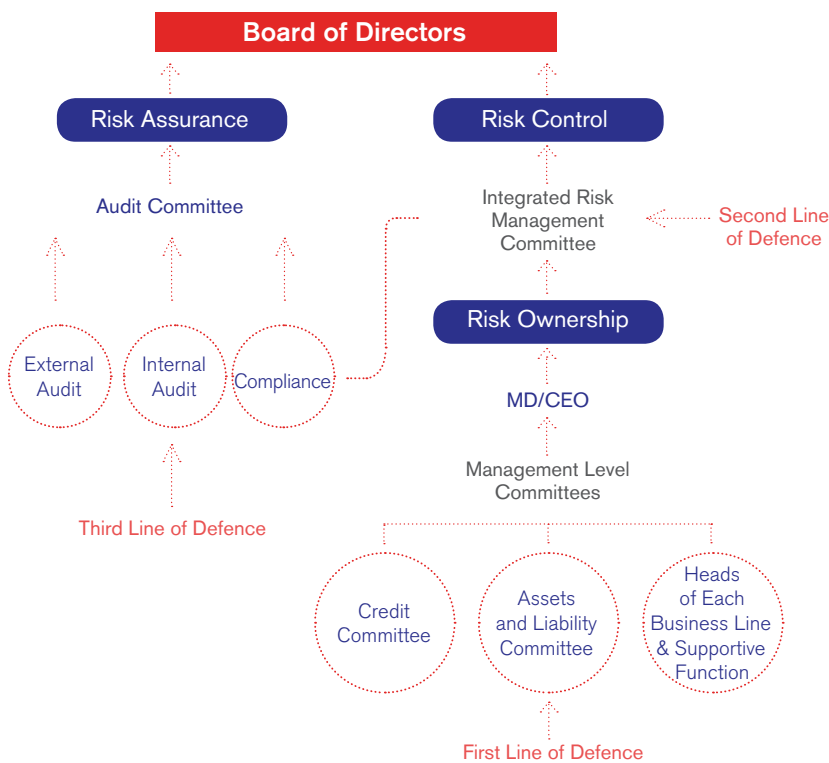 Board of Directors
Risk Assurance
Risk Control
Audit Committee
Integrated Risk
Management
Committee
Second Line
of Defence
Risk Ownership
External
Audit
Internal
Audit
Compliance
MD/CEO
Management Level
Committees
Third Line of Defence
Credit
Committee
Assets
and Liability
Committee
Heads
of Each
Business Line
& Supportive
Function
First Line of Defence